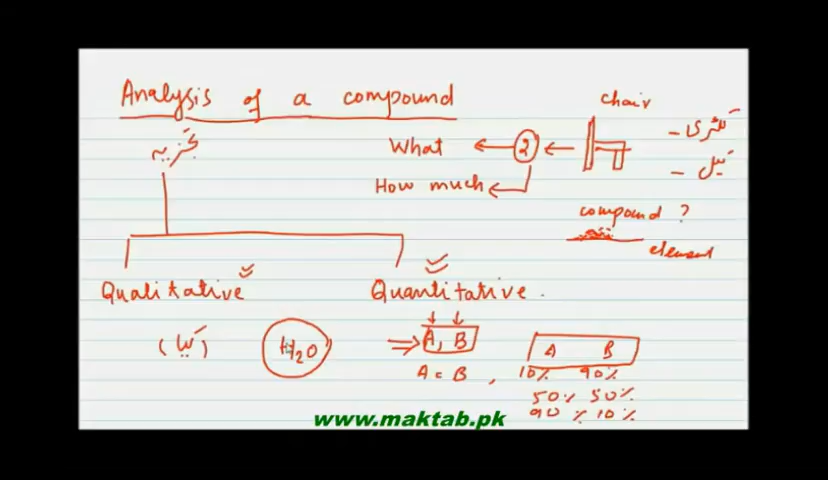 Analysis of a compound
chair
تجزیہ
What ← 2 ←
- لکڑی
How much
- کیل
compound ?
element
Qualitative
Quantitative.
(کیا)
H2O
A, B
A = B ,
A B
10% 90%
50% 50%
90% 10%
www.maktab.pk